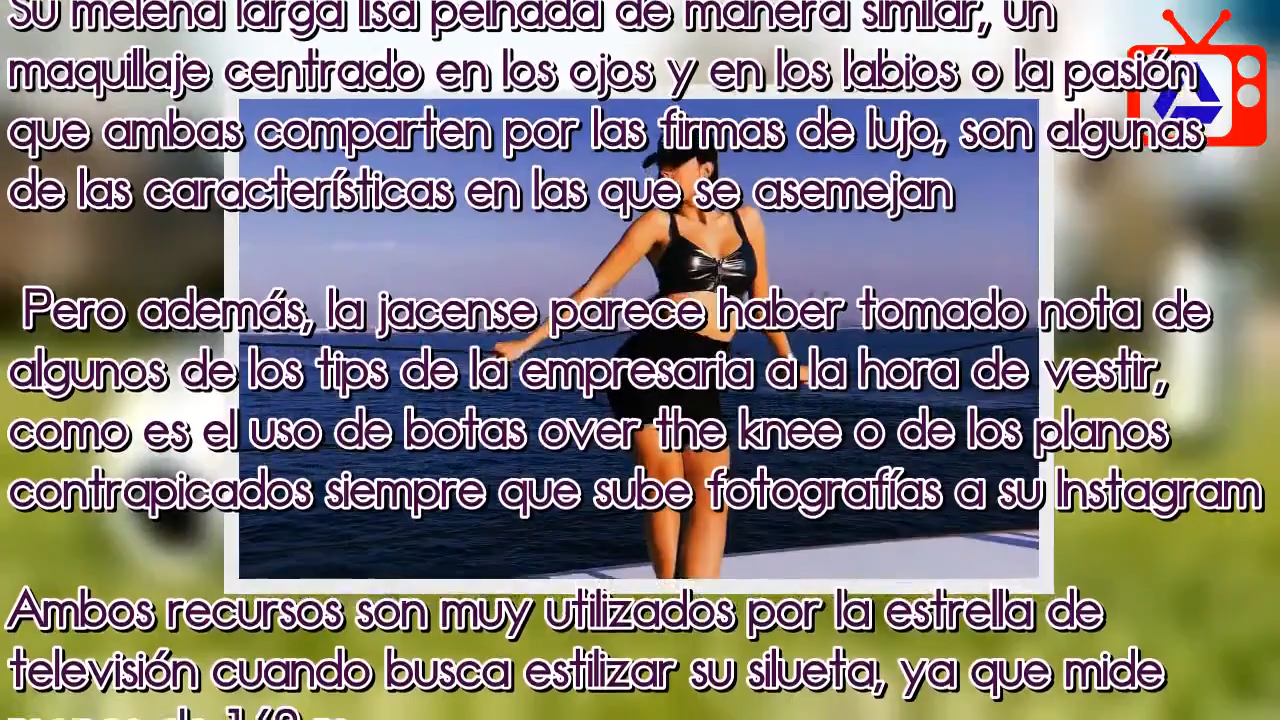 Su melena larga lisa peinada de manera similar, un
maquillaje centrado en los ojos y en los labios o la pasión
que ambas comparten por las firmas de lujo, son algunas
de las características en las que se asemejan
Pero además, la jacense parece haber tomado nota de
algunos de los tips de la empresaria a la hora de vestir,
como es el uso de botas over the knee o de los planos
contrapicados siempre que sube fotografías a su Instagram
Ambos recursos son muy utilizados por la estrella de
televisión cuando busca estilizar su silueta, ya que mide